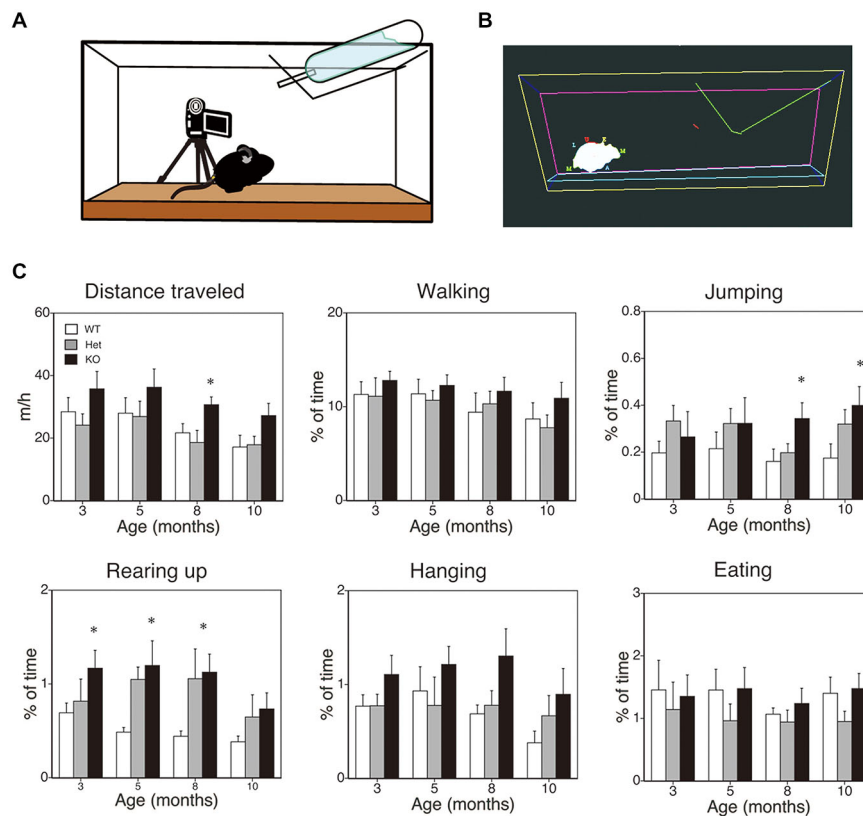 A
B
L U F
M M
A
C
Distance traveled
60
40
20
0
m/h
WT
Het
KO
*
3 5 8 10
Age (months)
Walking
20
10
0
% of time
3 5 8 10
Age (months)
Jumping
0.8
0.6
0.4
0.2
0
% of time
* *
3 5 8 10
Age (months)
Rearing up
2
1
0
% of time
* * *
3 5 8 10
Age (months)
Hanging
2
1
0
% of time
3 5 8 10
Age (months)
Eating
3
2
1
0
% of time
3 5 8 10
Age (months)